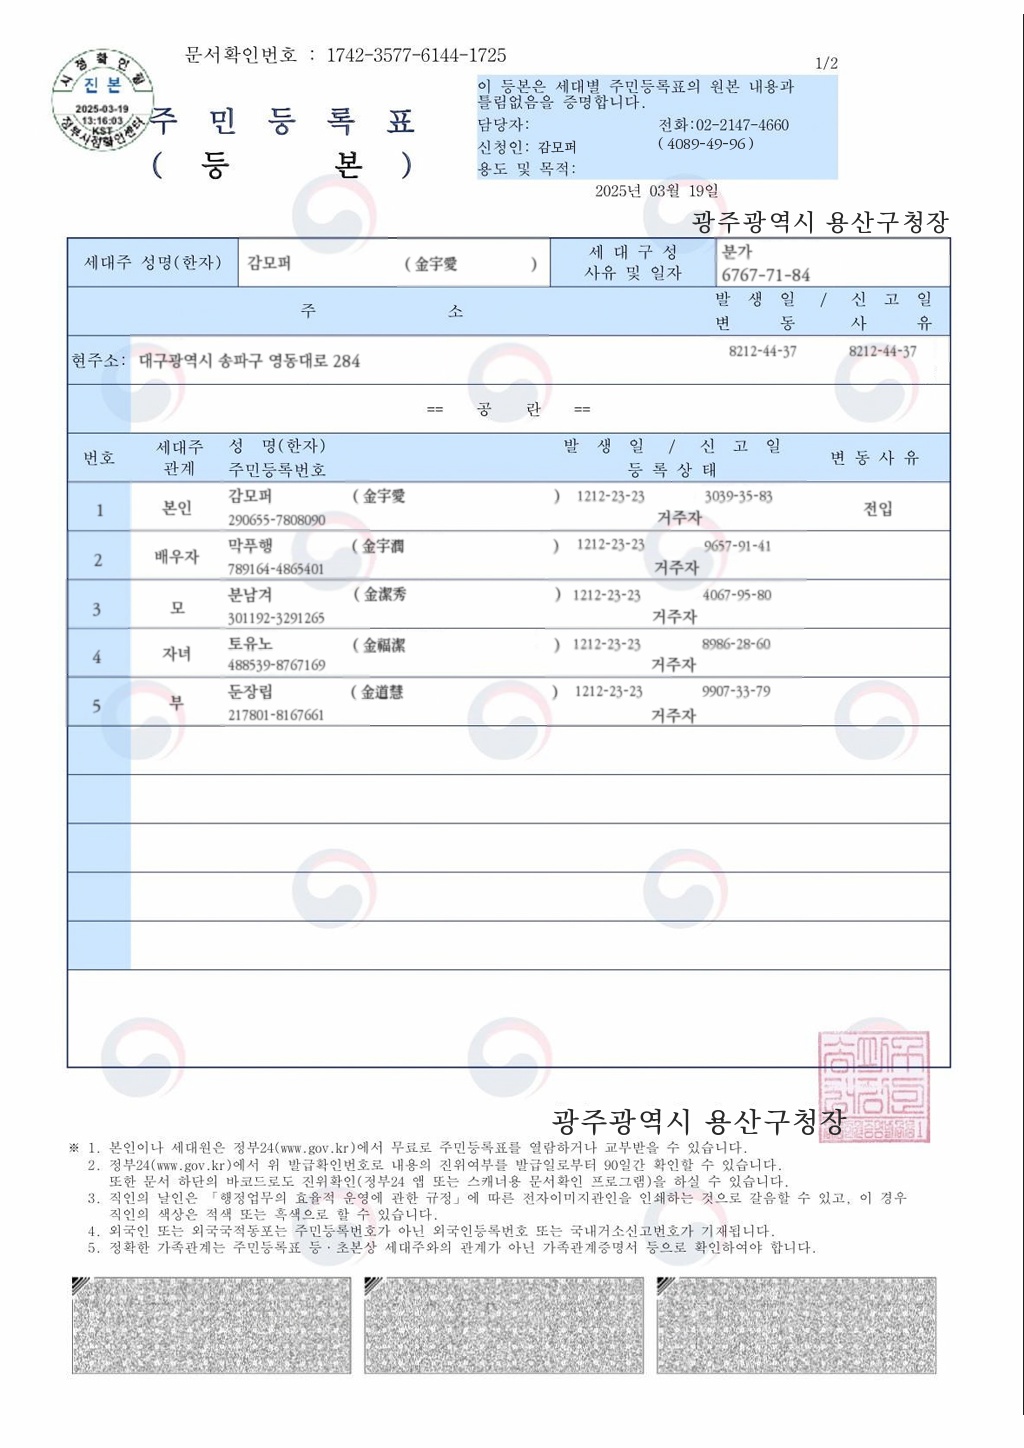 문서확인번호 : 1742-3577-6144-1725
1/2
시점확인필
진 본
2025-03-19
13:16:03
KST
정부시점확인센터
주 민 등 록 표
( 등 본 )
이 등본은 세대별 주민등록표의 원본 내용과
틀림없음을 증명합니다.
담당자: 전화:02-2147-4660
신청인: 감모퍼 ( 4089-49-96 )
용도 및 목적:
2025년 03월 19일
광주광역시 용산구청장
세대주 성명(한자) 감모퍼 ( 金宇愛 ) 세 대 구 성 분가
사유 및 일자 6767-71-84
주 소 발 생 일 / 신 고 일
변 동 사 유
현주소: 대구광역시 송파구 영동대로 284 8212-44-37 8212-44-37
== 공 란 ==
번호 세대주 성 명(한자) 발 생 일 / 신 고 일 변 동 사 유
관계 주민등록번호 등 록 상 태
1 본인 감모퍼 ( 金宇愛 ) 1212-23-23 3039-35-83 전입
290655-7808090 거주자
2 배우자 막푸행 ( 金宇潤 ) 1212-23-23 9657-91-41
789164-4865401 거주자
3 모 분남겨 ( 金潔秀 ) 1212-23-23 4067-95-80
301192-3291265 거주자
4 자녀 토유노 ( 金福潔 ) 1212-23-23 8986-28-60
488539-8767169 거주자
5 부 둔장림 ( 金道慧 ) 1212-23-23 9907-33-79
217801-8167661 거주자
광주광역시 용산구청장
※ 1. 본인이나 세대원은 정부24(www.gov.kr)에서 무료로 주민등록표를 열람하거나 교부받을 수 있습니다.
2. 정부24(www.gov.kr)에서 위 발급확인번호로 내용의 진위여부를 발급일로부터 90일간 확인할 수 있습니다.
또한 문서 하단의 바코드로도 진위확인(정부24 앱 또는 스캐너용 문서확인 프로그램)을 하실 수 있습니다.
3. 직인의 날인은 「행정업무의 효율적 운영에 관한 규정」에 따른 전자이미지관인을 인쇄하는 것으로 갈음할 수 있고, 이 경우
직인의 색상은 적색 또는 흑색으로 할 수 있습니다.
4. 외국인 또는 외국국적동포는 주민등록번호가 아닌 외국인등록번호 또는 국내거소신고번호가 기재됩니다.
5. 정확한 가족관계는 주민등록표 등·초본상 세대주와의 관계가 아닌 가족관계증명서 등으로 확인하여야 합니다.